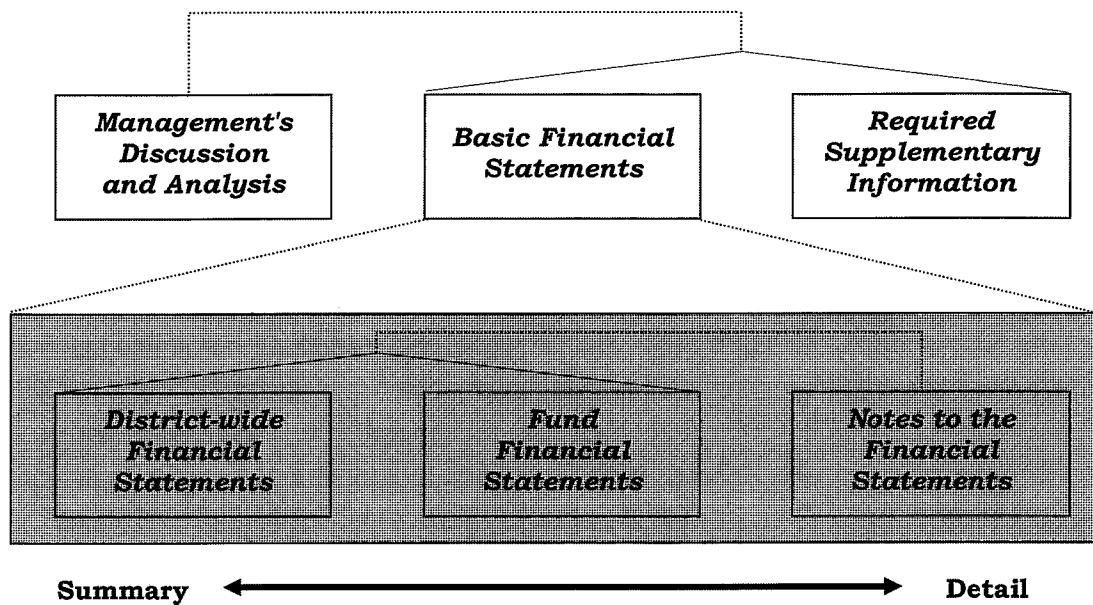 Management's
Discussion
and Analysis
Basic Financial
Statements
Required
Supplementary
Information
District-wide
Financial
Statements
Fund
Financial
Statements
Notes to the
Financial
Statements
Summary
Detail